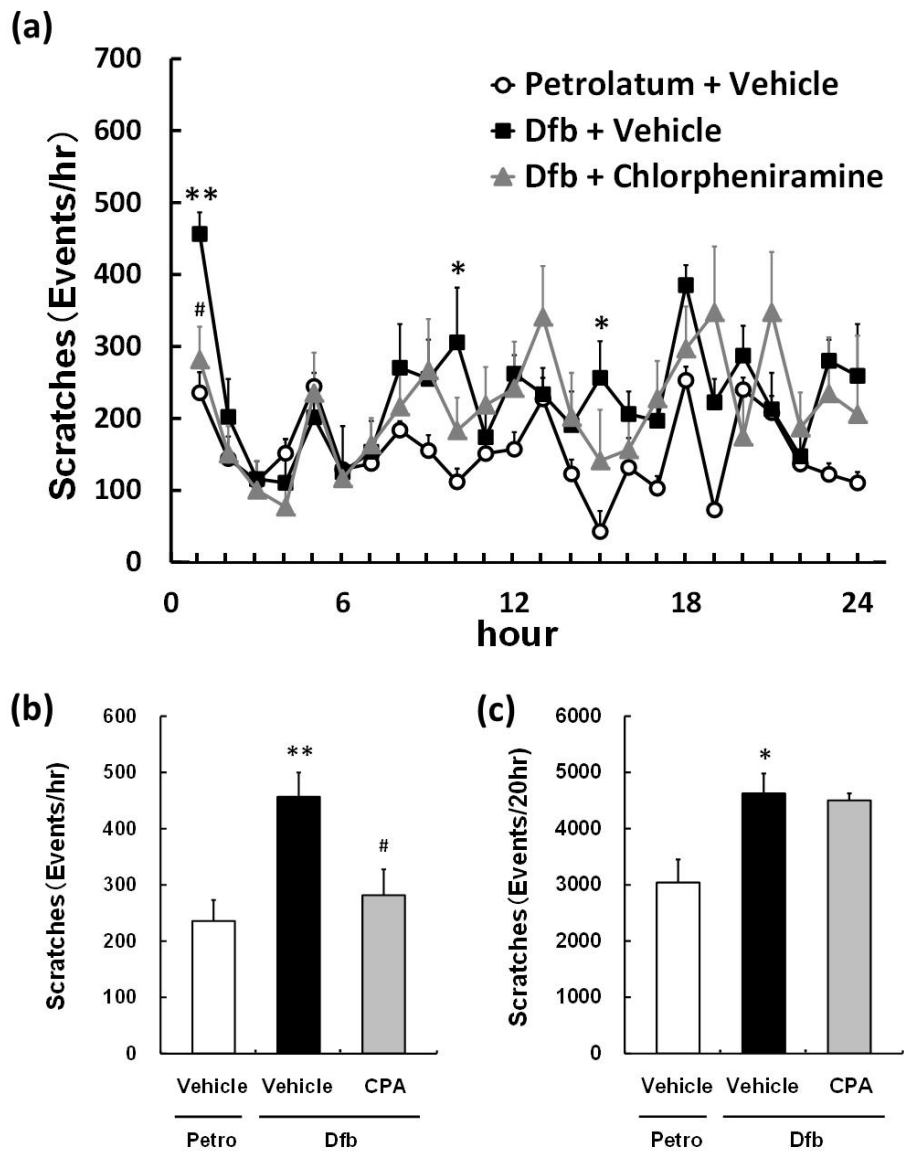 (a)
700
600
500
400
300
200
100
0
Scratches (Events/hr)
Petrolatum + Vehicle
Dfb + Vehicle
Dfb + Chlorpheniramine
**
#
*
*
0 6 12 18 24
hour
(b)
600
500
400
300
200
100
0
Scratches (Events/hr)
**
#
Vehicle Vehicle CPA
Petro Dfb
(c)
6000
5000
4000
3000
2000
1000
0
Scratches (Events/20hr)
*
Vehicle Vehicle CPA
Petro Dfb